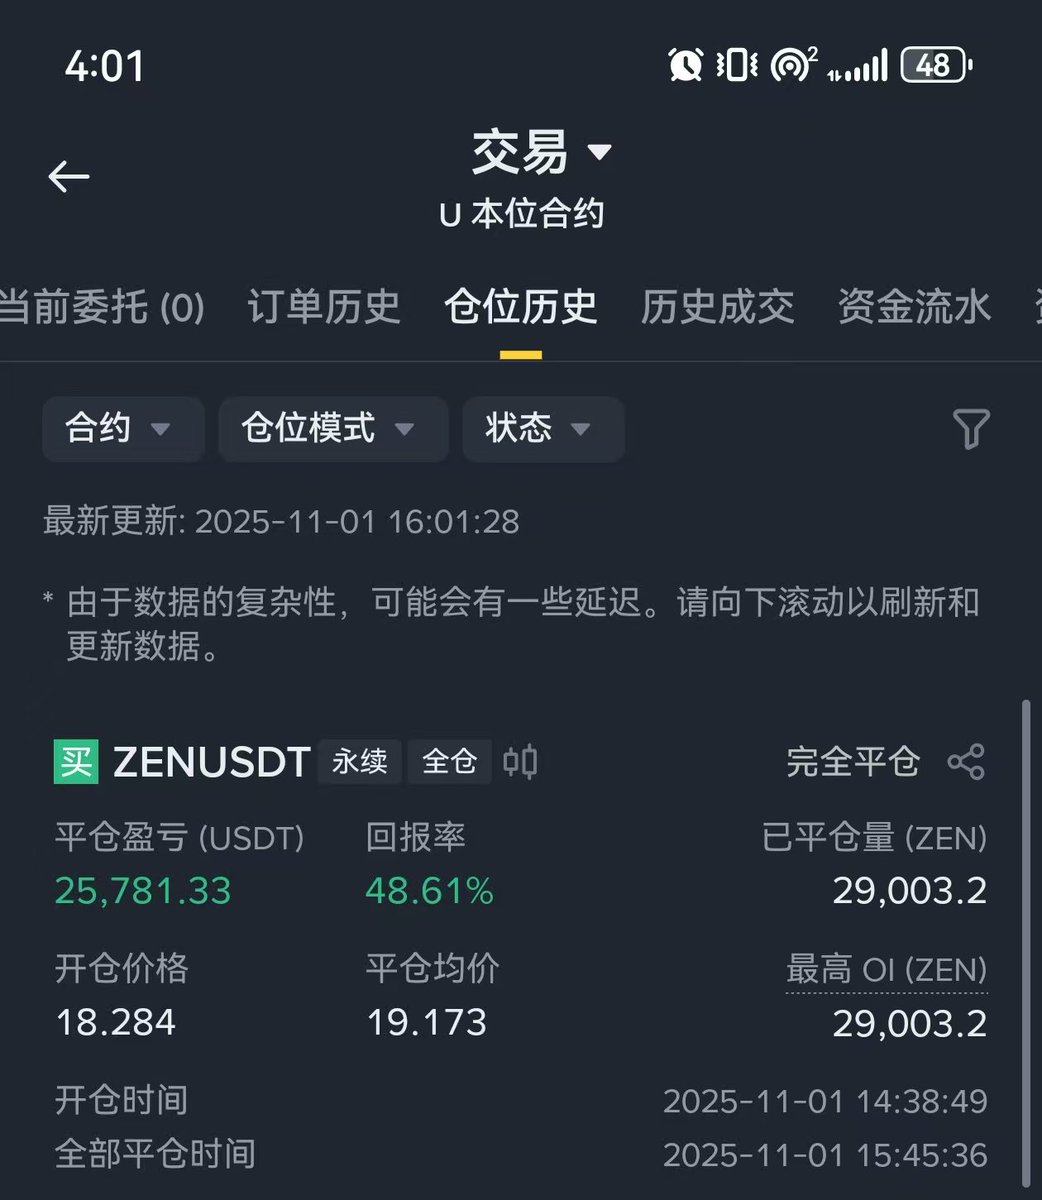 4:01
2
48
交易
U 本位合约
当前委托 (0) 订单历史 仓位历史 历史成交 资金流水
合约 仓位模式 状态
最新更新: 2025-11-01 16:01:28
* 由于数据的复杂性，可能会有一些延迟。请向下滚动以刷新和
更新数据。
买 ZENUSDT 永续 全仓 完全平仓
平仓盈亏 (USDT) 回报率 已平仓量 (ZEN)
25,781.33 48.61% 29,003.2
开仓价格 平仓均价 最高 OI (ZEN)
18.284 19.173 29,003.2
开仓时间 2025-11-01 14:38:49
全部平仓时间 2025-11-01 15:45:36